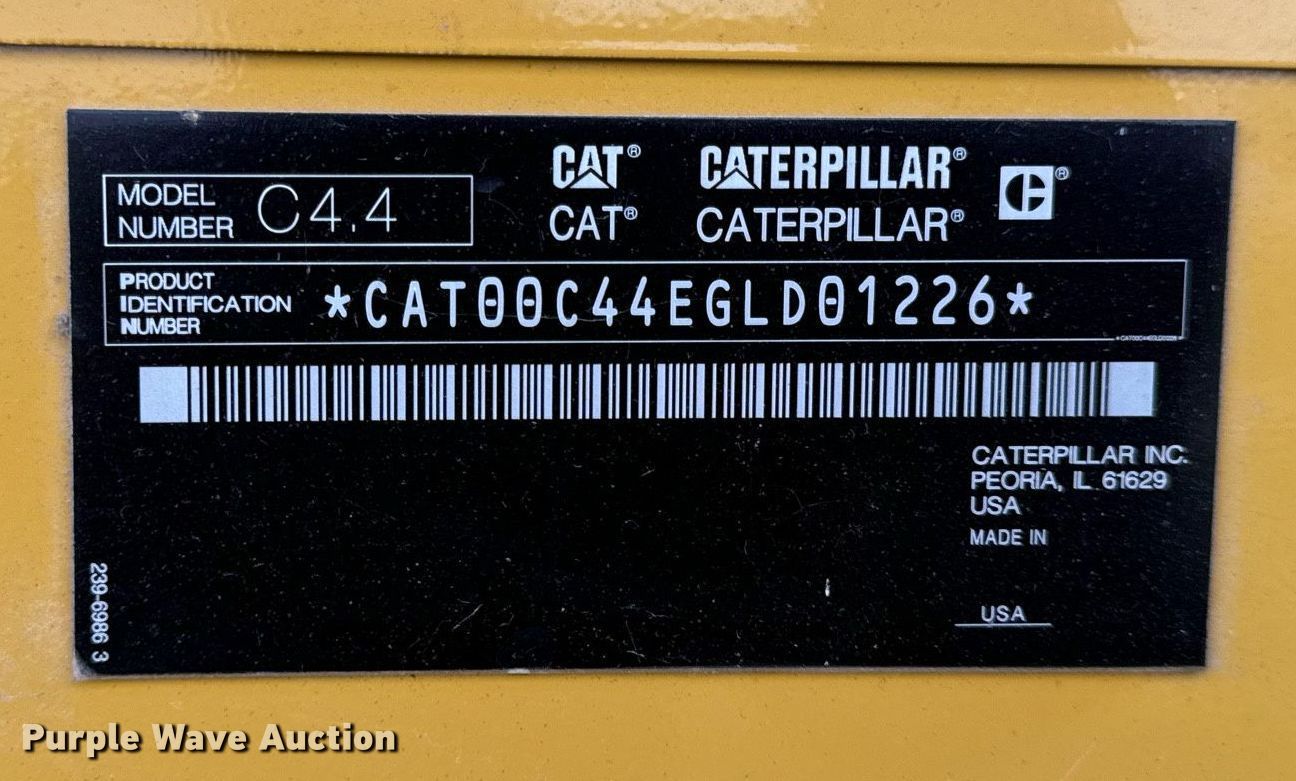 CAT® CATERPILLAR® ®
CAT® CATERPILLAR®
MODEL
NUMBER C4.4
PRODUCT
IDENTIFICATION
NUMBER
*CAT00C44EGLD01226*
*CAT00C44EGLD01226*
CATERPILLAR INC.
PEORIA, IL 61629
USA
MADE IN
USA
239-6986 3
Purple Wave Auction